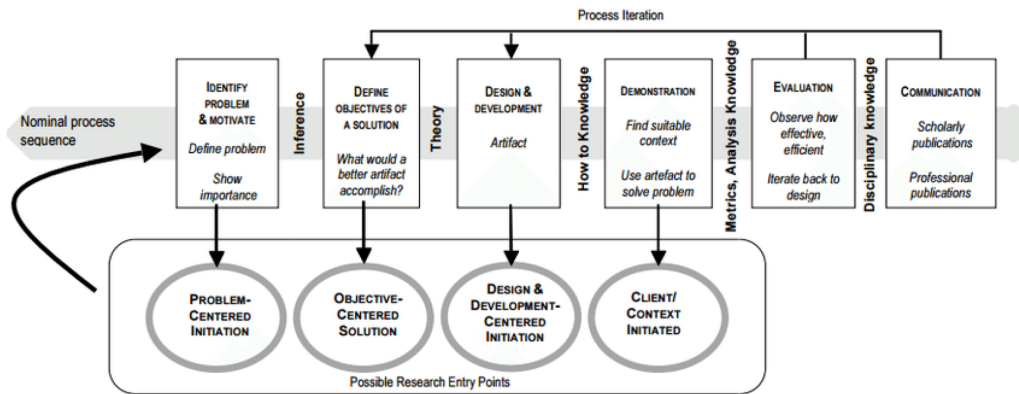 Process Iteration
Nominal process
sequence
IDENTIFY
PROBLEM
& MOTIVATE
Define problem
Show
importance
Inference
DEFINE
OBJECTIVES OF
A SOLUTION
What would a
better artifact
accomplish?
Theory
DESIGN &
DEVELOPMENT
Artifact
How to Knowledge
DEMONSTRATION
Find suitable
context
Use artefact to
solve problem
Metrics, Analysis Knowledge
EVALUATION
Observe how
effective,
efficient
Iterate back to
design
Disciplinary knowledge
COMMUNICATION
Scholarly
publications
Professional
publications
PROBLEM-
CENTERED
INITIATION
OBJECTIVE-
CENTERED
SOLUTION
DESIGN &
DEVELOPMENT-
CENTERED
INITIATION
CLIENT/
CONTEXT
INITIATED
Possible Research Entry Points